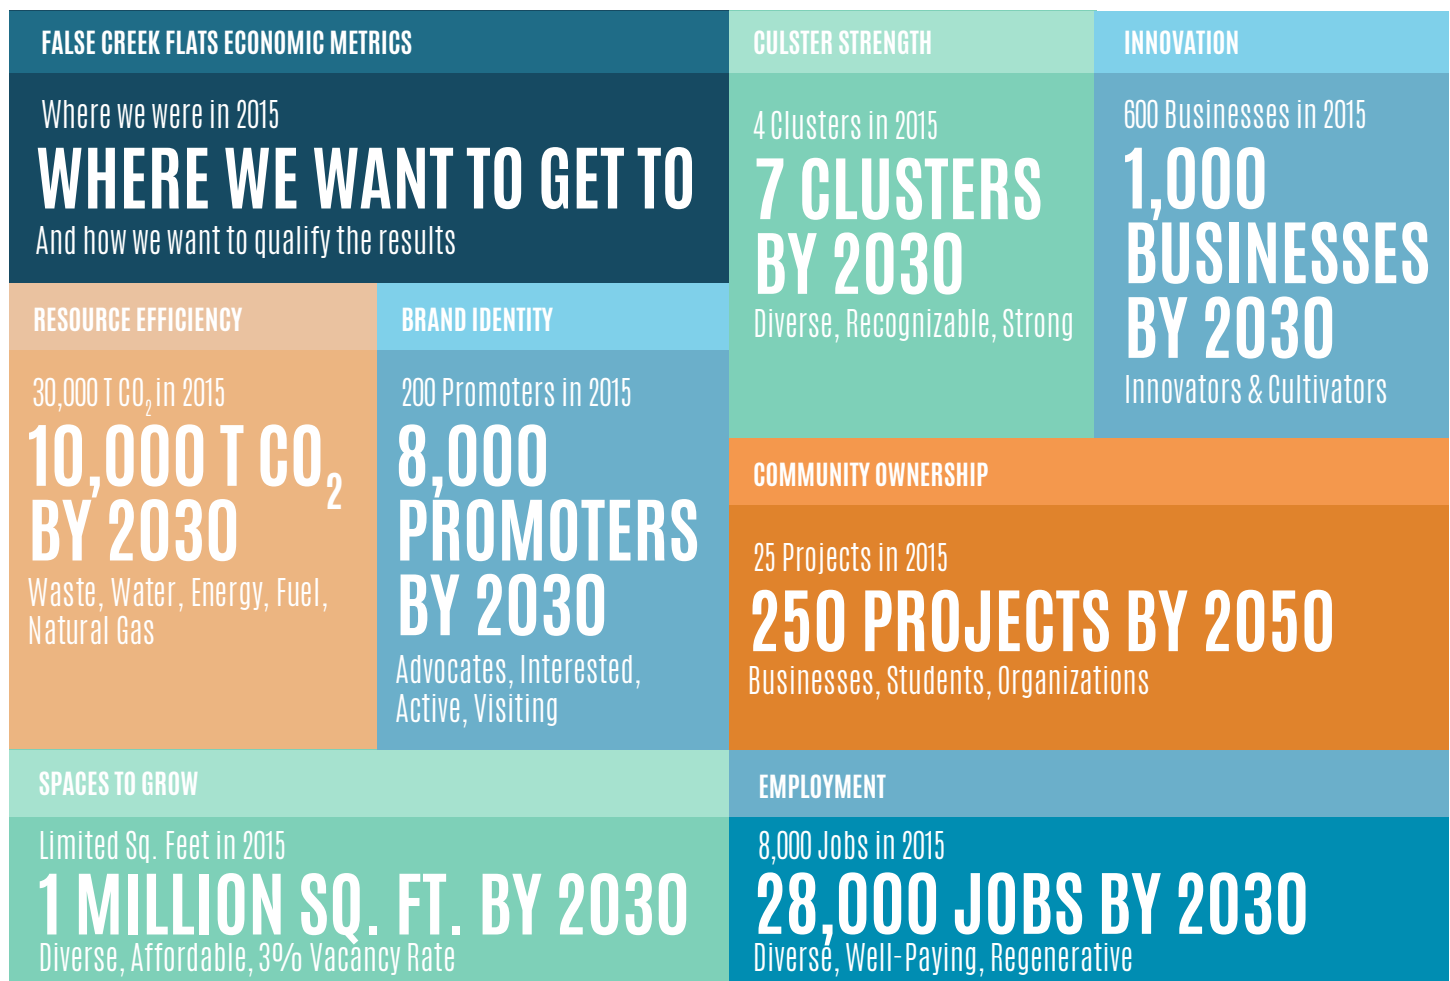 FALSE CREEK FLATS ECONOMIC METRICS
Where we were in 2015
WHERE WE WANT TO GET TO
And how we want to qualify the results
CULSTER STRENGTH
4 Clusters in 2015
7 CLUSTERS
BY 2030
Diverse, Recognizable, Strong
INNOVATION
600 Businesses in 2015
1,000
BUSINESSES
BY 2030
Innovators & Cultivators
RESOURCE EFFICIENCY
30,000 T CO₂ in 2015
10,000 T CO₂
BY 2030
Waste, Water, Energy, Fuel,
Natural Gas
BRAND IDENTITY
200 Promoters in 2015
8,000
PROMOTERS
BY 2030
Advocates, Interested,
Active, Visiting
COMMUNITY OWNERSHIP
25 Projects in 2015
250 PROJECTS BY 2050
Businesses, Students, Organizations
SPACES TO GROW
Limited Sq. Feet in 2015
1 MILLION SQ. FT. BY 2030
Diverse, Affordable, 3% Vacancy Rate
EMPLOYMENT
8,000 Jobs in 2015
28,000 JOBS BY 2030
Diverse, Well-Paying, Regenerative